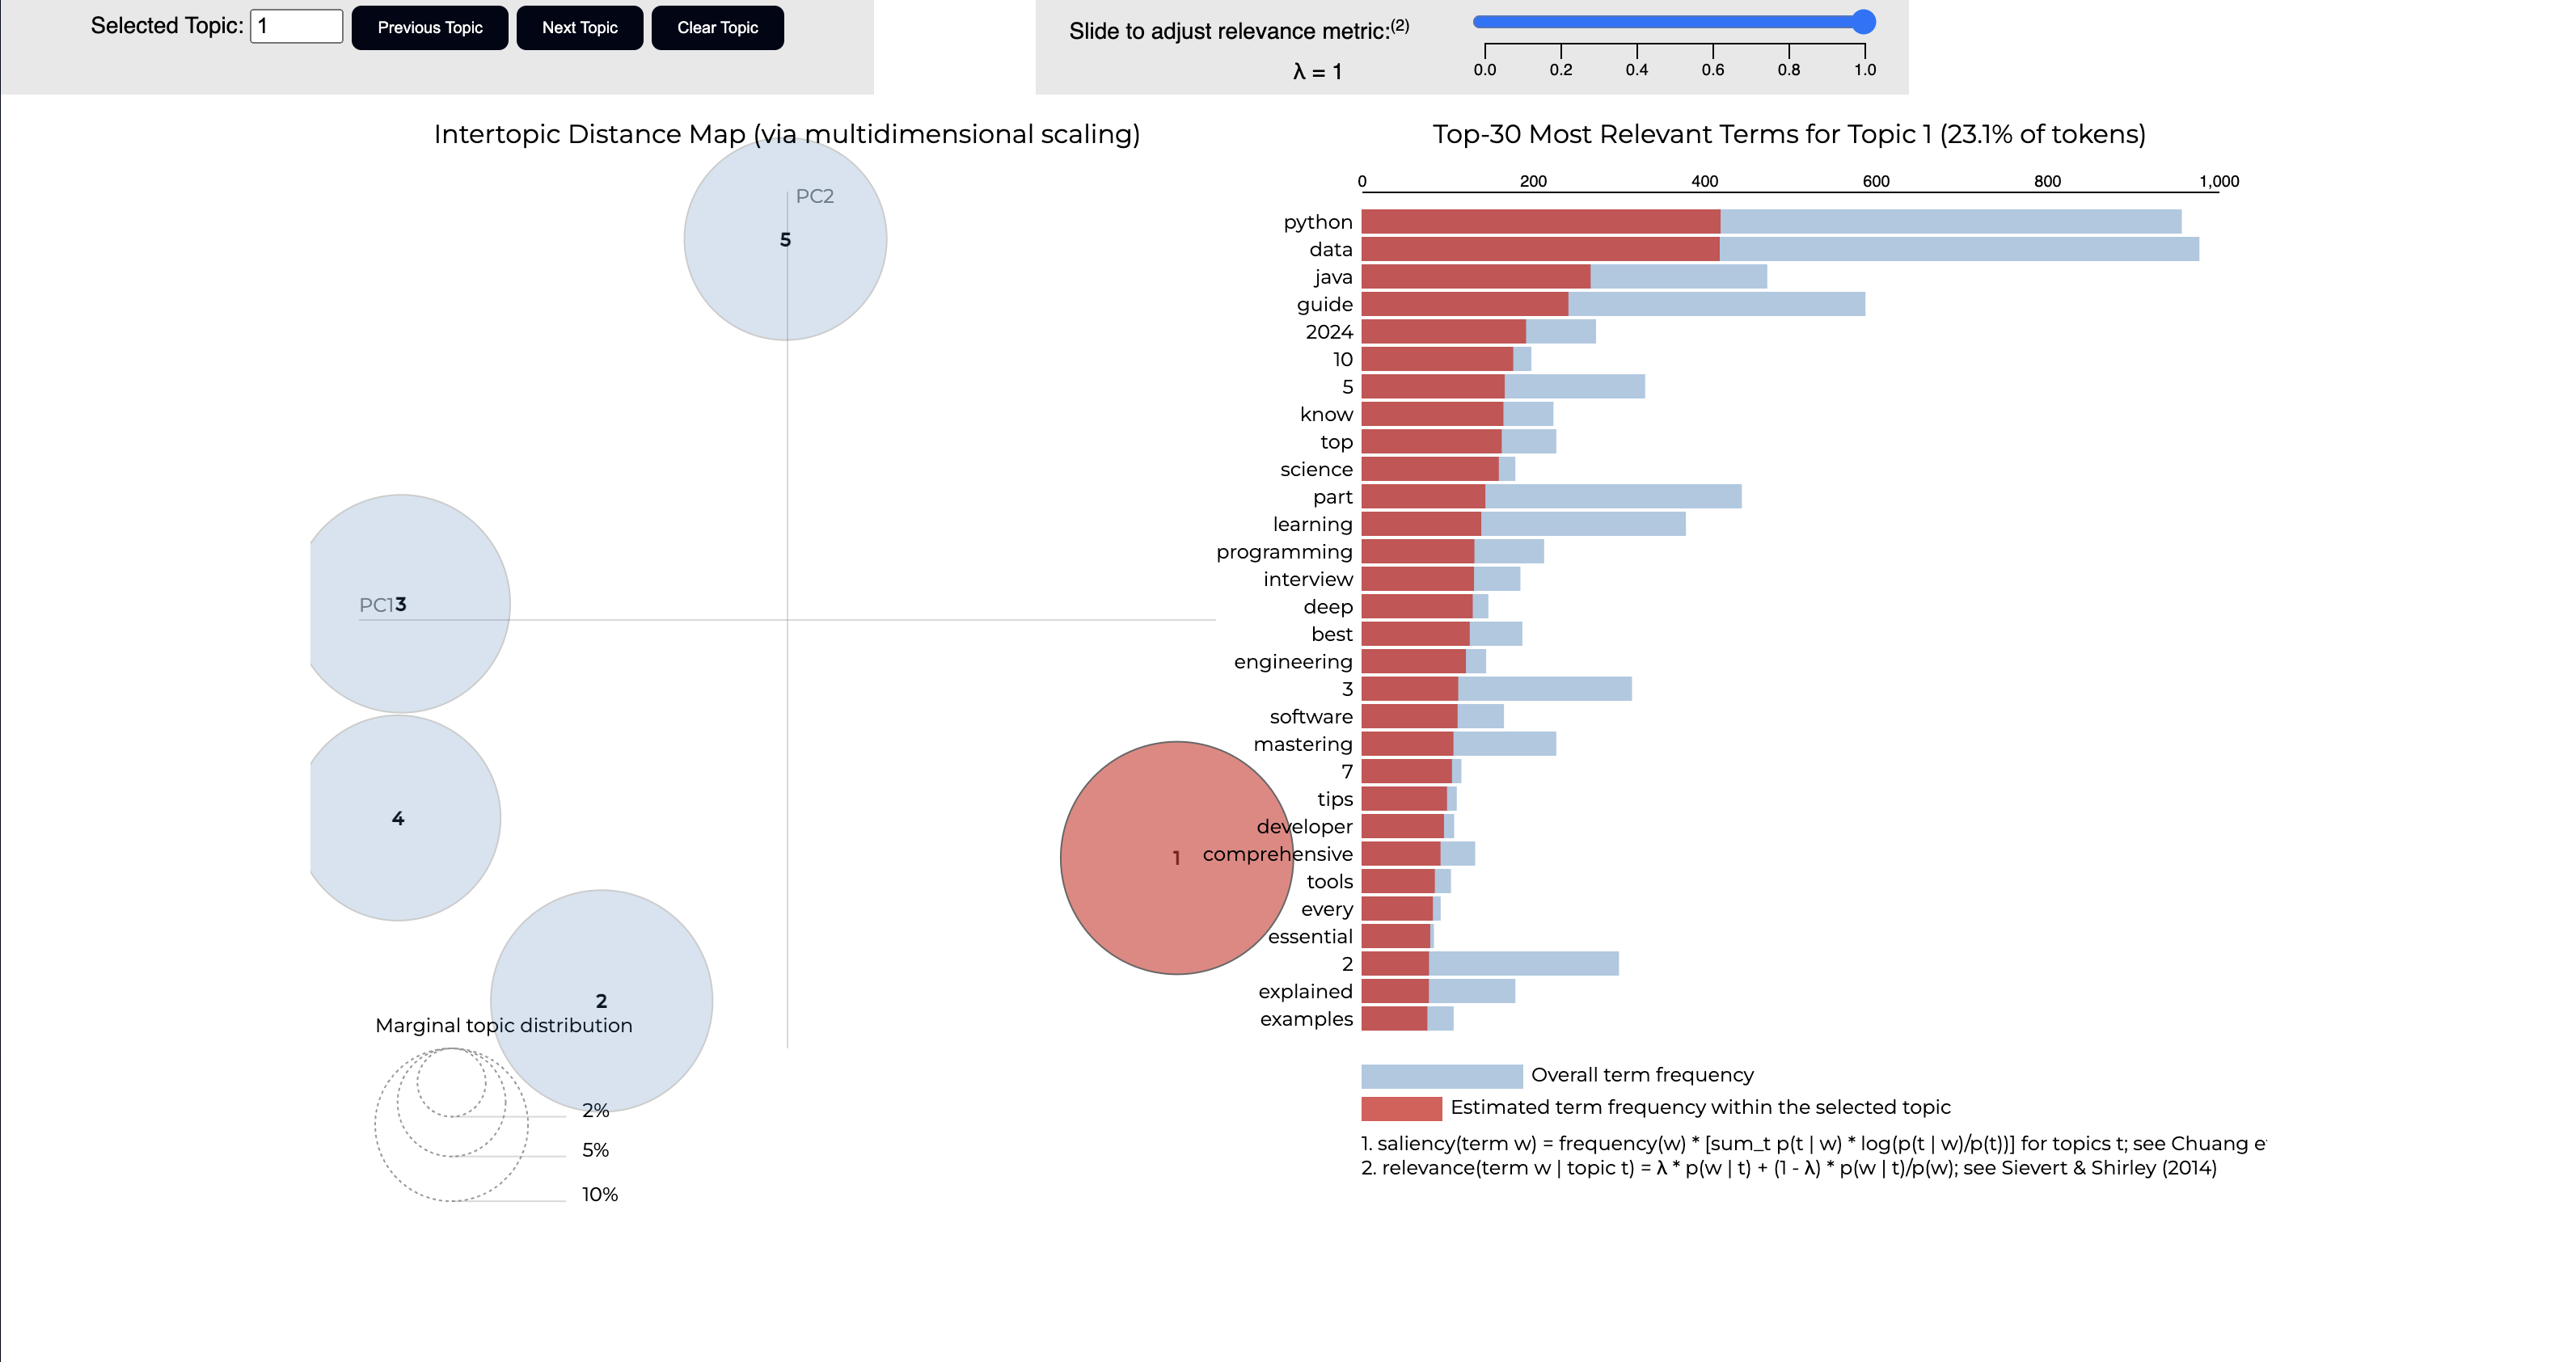 Selected Topic: 1 Previous Topic Next Topic Clear Topic
Slide to adjust relevance metric:(2)
λ = 1
0.0 0.2 0.4 0.6 0.8 1.0
Intertopic Distance Map (via multidimensional scaling)
PC2
5
PC1
3
4
1
2
Marginal topic distribution
2%
5%
10%
Top-30 Most Relevant Terms for Topic 1 (23.1% of tokens)
0 200 400 600 800 1,000
python
data
java
guide
2024
10
5
know
top
science
part
learning
programming
interview
deep
best
engineering
3
software
mastering
7
tips
developer
comprehensive
tools
every
essential
2
explained
examples
Overall term frequency
Estimated term frequency within the selected topic
1. saliency(term w) = frequency(w) * [sum_t p(t | w) * log(p(t | w)/p(t))] for topics t; see Chuang e
2. relevance(term w | topic t) = λ * p(w | t) + (1 - λ) * p(w | t)/p(w); see Sievert & Shirley (2014)